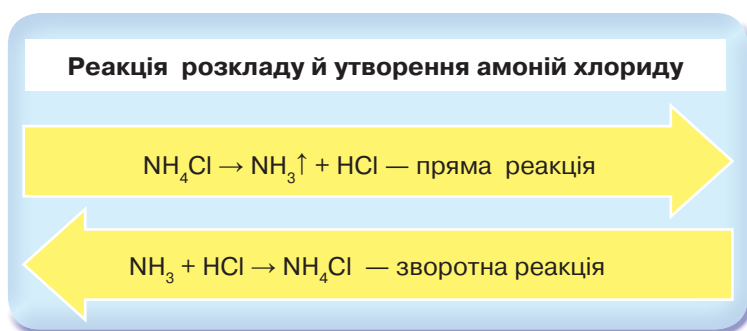 Реакція розкладу й утворення амоній хлориду
NH₄Cl → NH₃↑ + HCl — пряма реакція
NH₃ + HCl → NH₄Cl — зворотна реакція